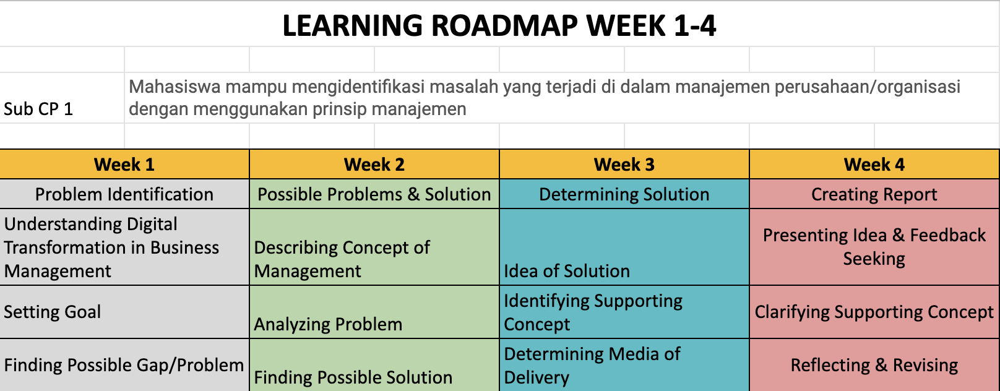 LEARNING ROADMAP WEEK 1-4
Sub CP 1
Mahasiswa mampu mengidentifikasi masalah yang terjadi di dalam manajemen perusahaan/organisasi
dengan menggunakan prinsip manajemen
Week 1
Week 2
Week 3
Week 4
Problem Identification
Possible Problems & Solution
Determining Solution
Creating Report
Understanding Digital
Transformation in Business
Management
Describing Concept of
Management
Idea of Solution
Presenting Idea & Feedback
Seeking
Setting Goal
Analyzing Problem
Identifying Supporting
Concept
Clarifying Supporting Concept
Finding Possible Gap/Problem
Finding Possible Solution
Determining Media of
Delivery
Reflecting & Revising